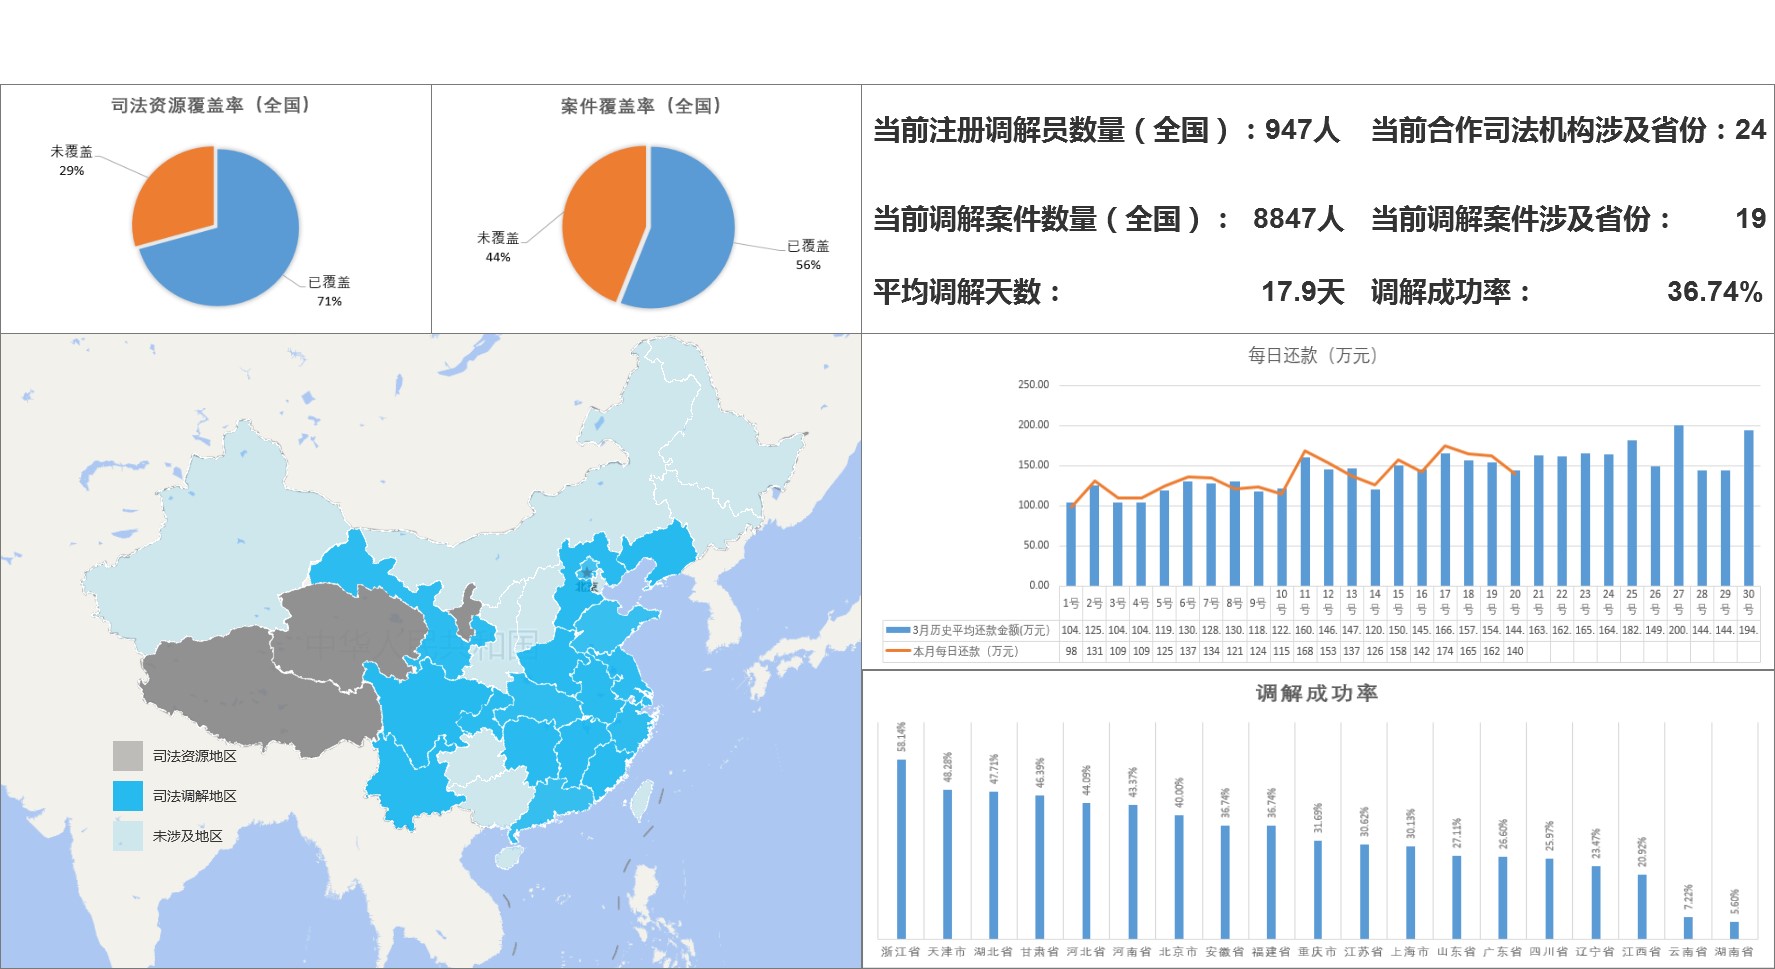 司法资源覆盖率（全国）
未覆盖
29%
已覆盖
71%
案件覆盖率（全国）
未覆盖
44%
已覆盖
56%
当前注册调解员数量（全国）：947人 当前合作司法机构涉及省份：24
当前调解案件数量（全国）： 8847人 当前调解案件涉及省份： 19
平均调解天数： 17.9天 调解成功率： 36.74%
北京
中华人民共和国
司法资源地区
司法调解地区
未涉及地区
每日还款（万元）
250.00
200.00
150.00
100.00
50.00
0.00
1号 2号 3号 4号 5号 6号 7号 8号 9号 10号 11号 12号 13号 14号 15号 16号 17号 18号 19号 20号 21号 22号 23号 24号 25号 26号 27号 28号 29号 30号
3月历史平均还款金额(万元) 104. 125. 104. 104. 119. 130. 128. 130. 118. 122. 160. 146. 147. 120. 150. 145. 166. 157. 154. 144. 163. 162. 165. 164. 182. 149. 200. 144. 144. 194.
本月每日还款（万元） 98 131 109 109 125 137 134 121 124 115 168 153 137 126 158 142 174 165 162 140
调解成功率
58.14% 48.28% 47.71% 46.39% 44.09% 43.37% 40.00% 36.74% 36.74% 31.69% 30.62% 30.13% 27.11% 26.60% 25.97% 23.47% 20.92% 7.22% 5.60%
浙江省 天津市 湖北省 甘肃省 河北省 河南省 北京市 安徽省 福建省 重庆市 江苏省 上海市 山东省 广东省 四川省 辽宁省 江西省 云南省 湖南省